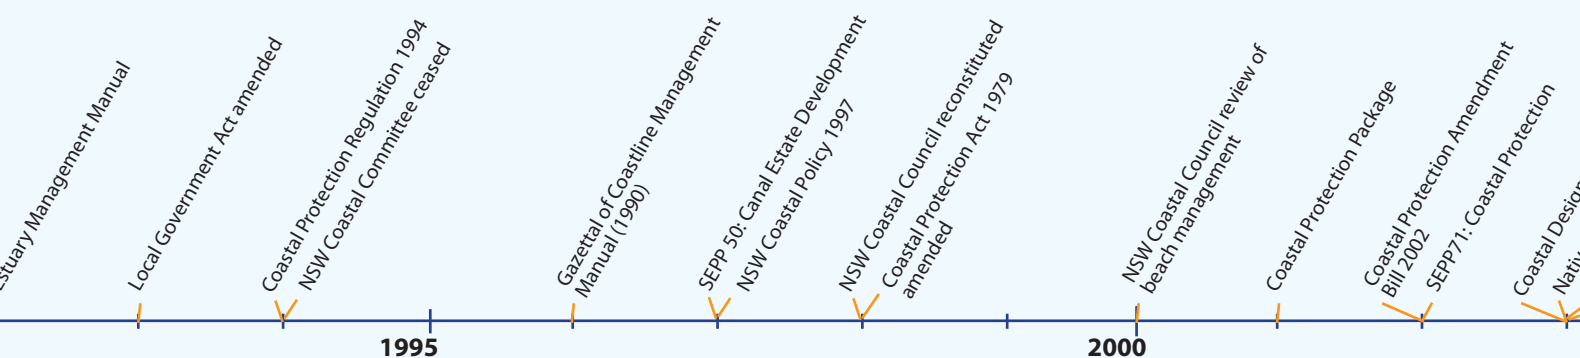 Estuary Management Manual
Local Government Act amended
Coastal Protection Regulation 1994
NSW Coastal Committee ceased
Gazettal of Coastline Management
Manual (1990)
SEPP 50: Canal Estate Development
NSW Coastal Policy 1997
NSW Coastal Council reconstituted
Coastal Protection Act 1979
amended
NSW Coastal Council review of
beach management
Coastal Protection Package
Coastal Protection Amendment
Bill 2002
SEPP71: Coastal Protection
Coastal Design
1995
2000